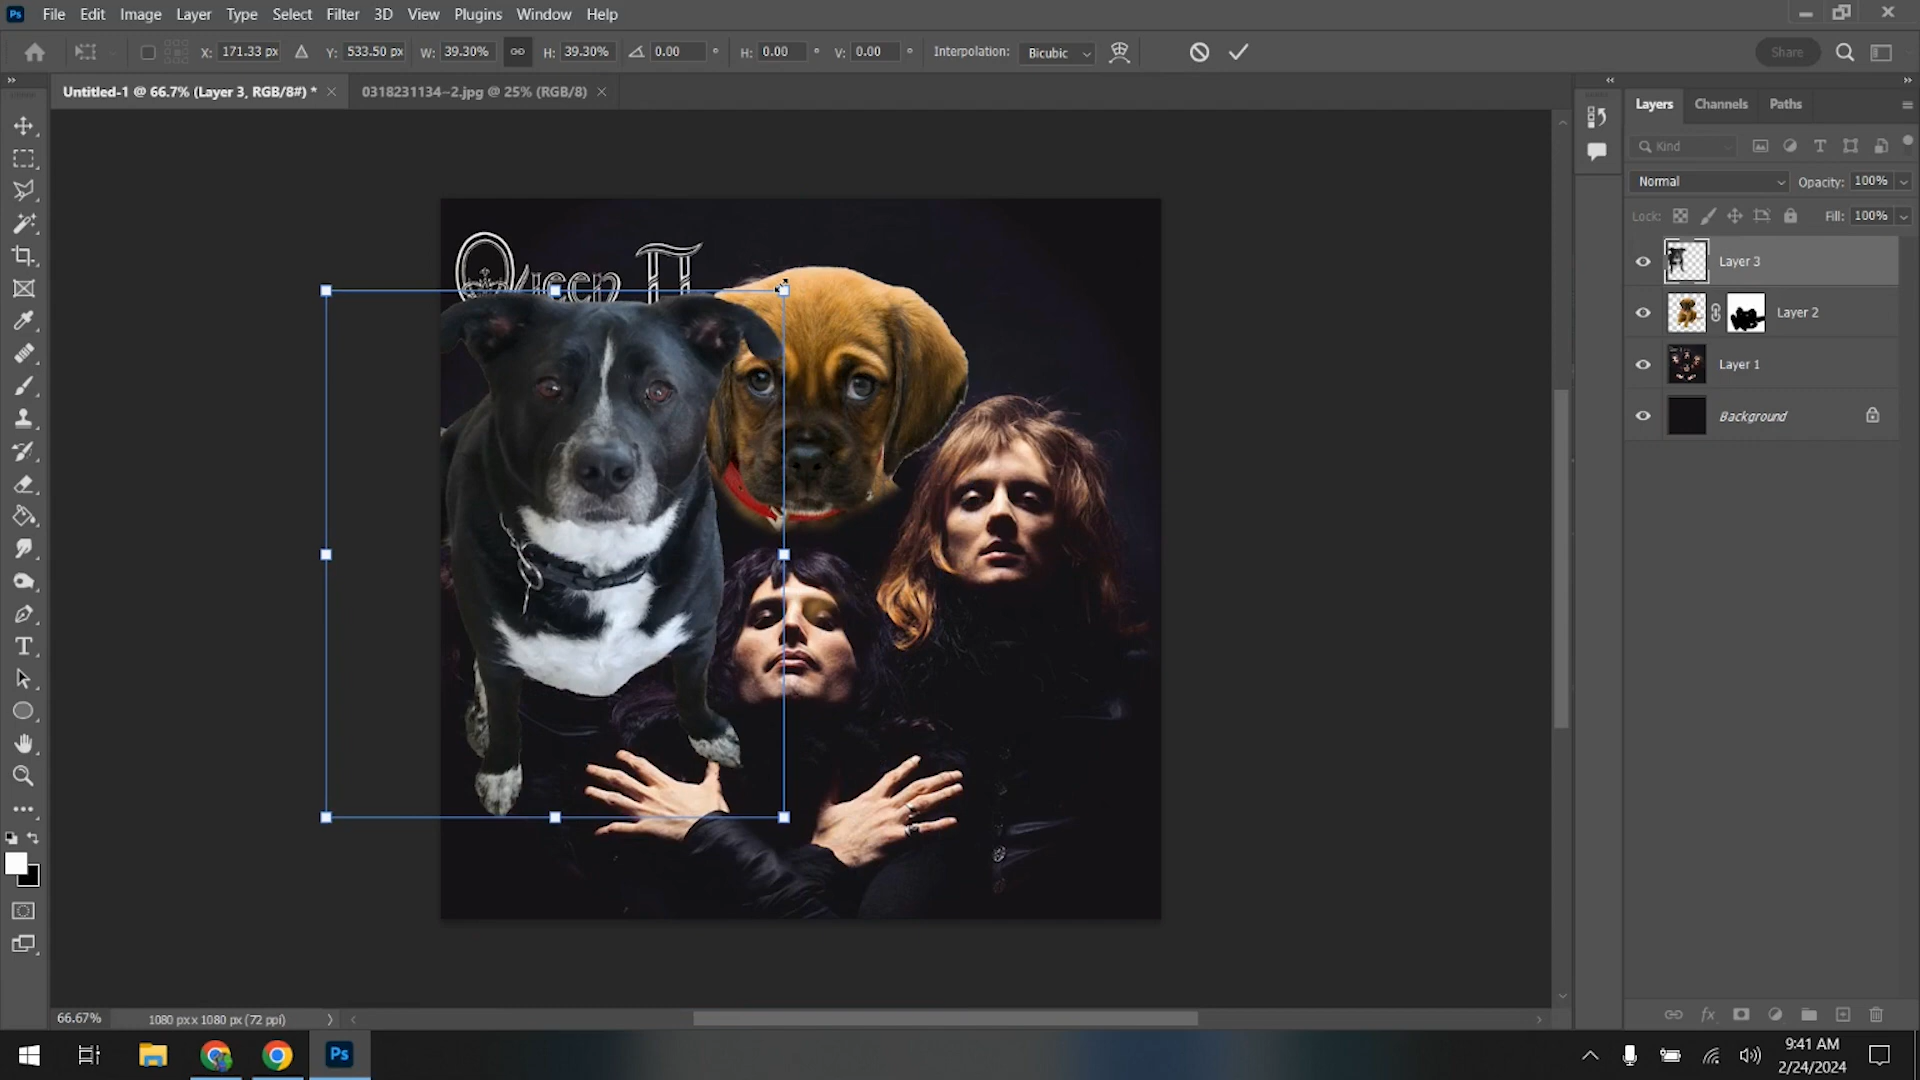 Ps File Edit Image Layer Type Select Filter 3D View Plugins Window Help
X: 171.33 px Y: 533.50 px W: 39.30% H: 39.30% 0.00 ° H: 0.00 ° V: 0.00 ° Interpolation: Bicubic Share
Untitled-1 @ 66.7% (Layer 3, RGB/8#) * × 0318231134~2.jpg @ 25% (RGB/8) ×
Layers Channels Paths
Kind
Normal Opacity: 100%
Lock: Fill: 100%
Queen II
Layer 3
Layer 2
Layer 1
Background
66.67% 1080 px x 1080 px (72 ppi)
Ps
9:41 AM
2/24/2024